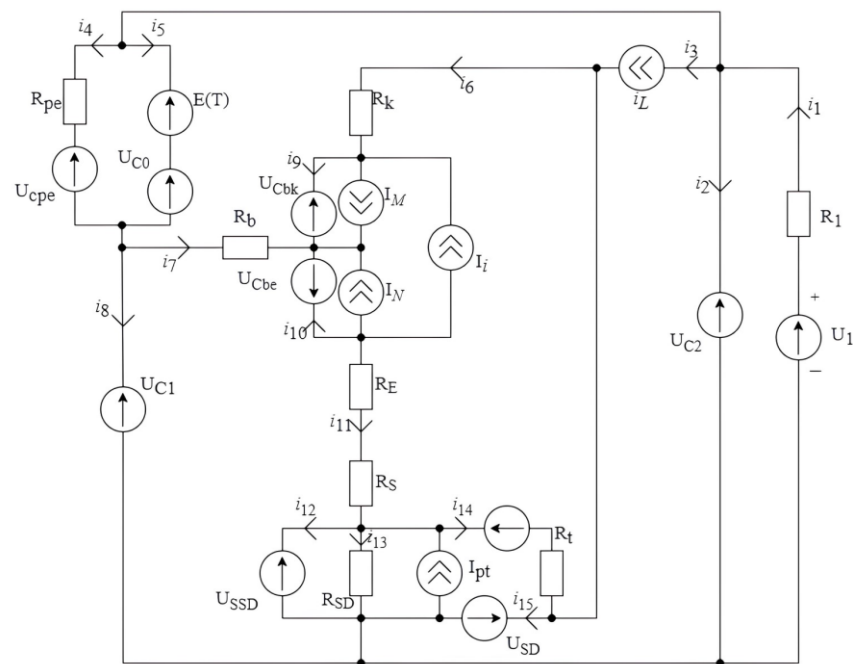 i4 i5
Rpe
E(T)
UC0
Ucpe
i6
iL
i3
i1
Rk
i9
UCbk
IM
i2
R1
Rb
i7
UCbe
IN
Ii
i10
i8
UC2
+
U1
−
UC1
RE
i11
RS
i12
i13
i14
Rt
USSD
RSD
Ipt
i15
USD